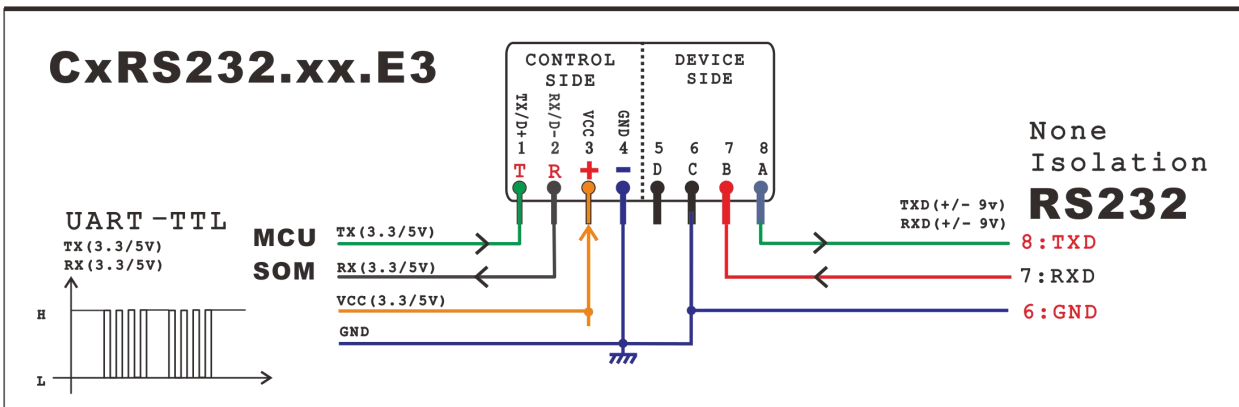 CxRS232.xx.E3
CONTROL
SIDE
DEVICE
SIDE
TX/D+ RX/D- VCC GND
1 2 3 4 5 6 7 8
T R + - D C B A
None
Isolation
RS232
TXD(+/- 9v)
RXD(+/- 9V)
8:TXD
7:RXD
6:GND
UART-TTL
TX(3.3/5V)
RX(3.3/5V)
H
L
MCU
SOM
TX(3.3/5V)
RX(3.3/5V)
VCC(3.3/5V)
GND